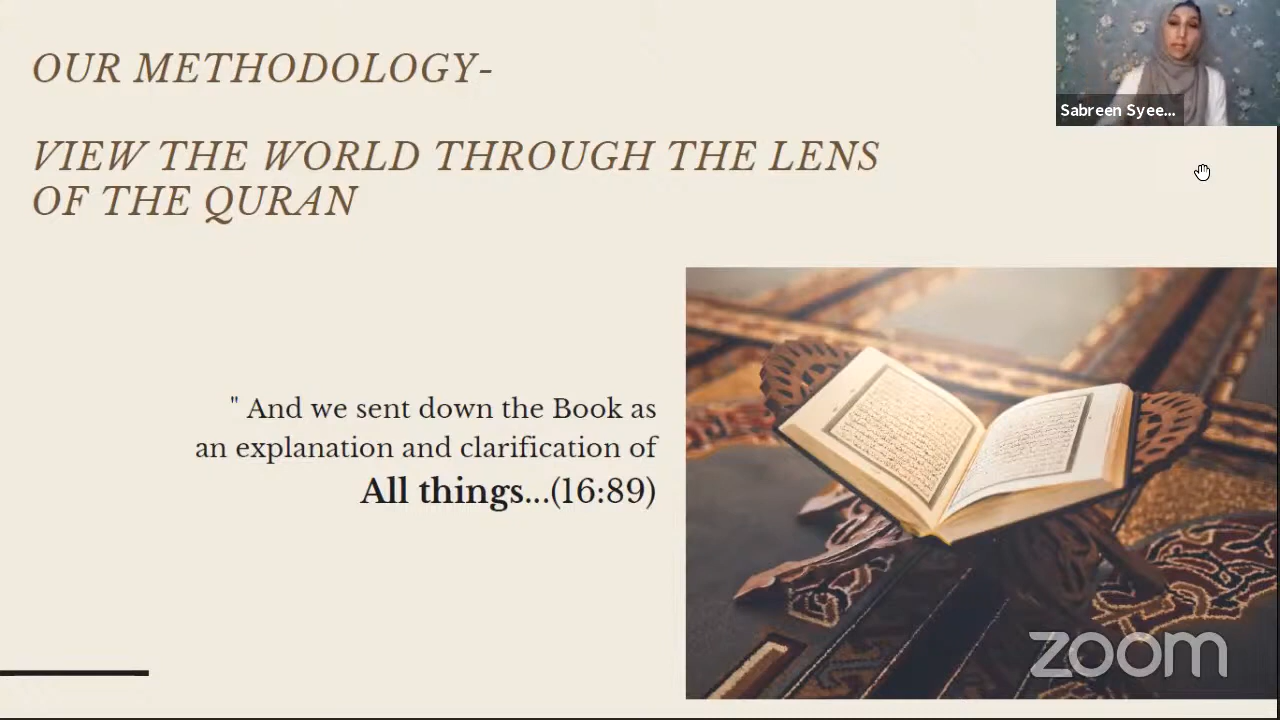 OUR METHODOLOGY-
VIEW THE WORLD THROUGH THE LENS
OF THE QURAN
" And we sent down the Book as
an explanation and clarification of
All things...(16:89)
Sabreen Syee...
zoom